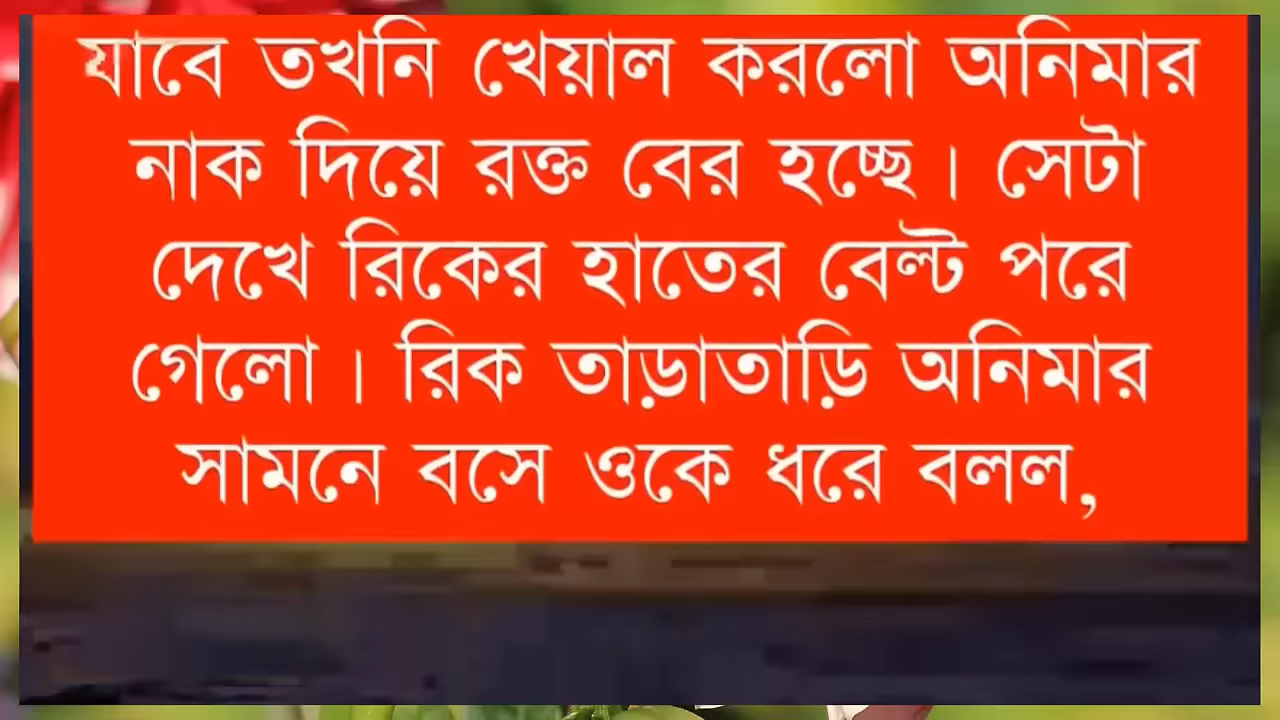 যাবে তখনি খেয়াল করলো অনিমার
নাক দিয়ে রক্ত বের হচ্ছে। সেটা
দেখে রিকের হাতের বেল্ট পরে
গেলো। রিক তাড়াতাড়ি অনিমার
সামনে বসে ওকে ধরে বলল,